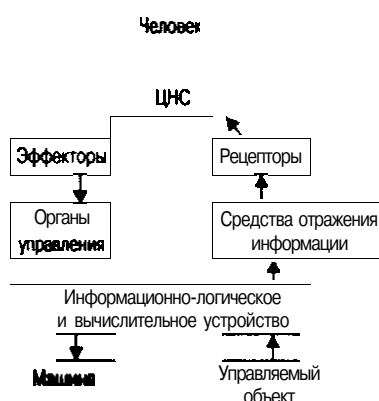 Человек
ЦНС
Эффекторы
Рецепторы
Органы
управления
Средства отражения
информации
Информационно-логическое
и вычислительное устройство
Машина
Управляемый
объект